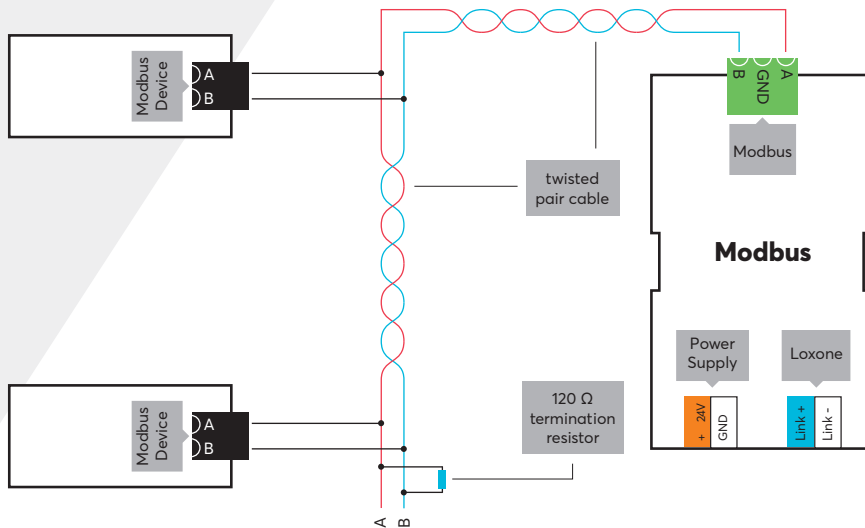 Modbus
Device
A
B
B
GND
A
Modbus
twisted
pair cable
Modbus
Power
Supply
Loxone
+ 24V
GND
Link +
Link -
120 Ω
termination
resistor
Modbus
Device
A
B
A
B